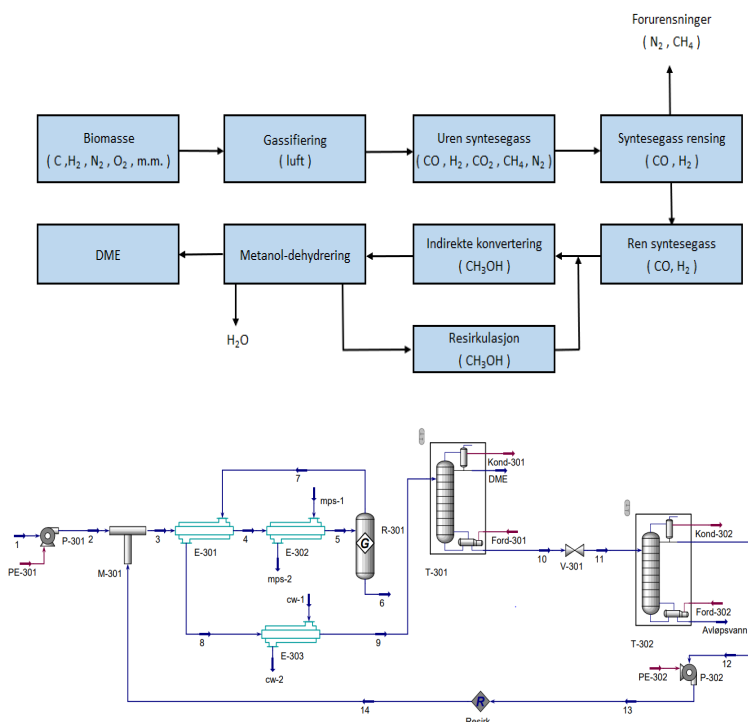 Forurensninger
( N₂ , CH₄ )
Biomasse
( C ,H₂ , N₂ , O₂ , m.m. )
Gassifiering
( luft )
Uren syntesegass
( CO , H₂ , CO₂ , CH₄ , N₂ )
Syntesegass rensing
( CO , H₂ )
DME
Metanol-dehydrering
Indirekte konvertering
( CH₃OH )
Ren syntesegass
( CO, H₂ )
H₂O
Resirkulasjon
( CH₃OH )
Kond-301
DME
7
mps-1
R-301
G
1
2
3
4
5
P-301
PE-301
M-301
E-301
E-302
mps-2
6
Ford-301
T-301
10
11
V-301
Kond-302
Ford-302
Avløpsvann
T-302
cw-1
8
9
E-303
cw-2
12
PE-302
P-302
14
R
13
Resirk